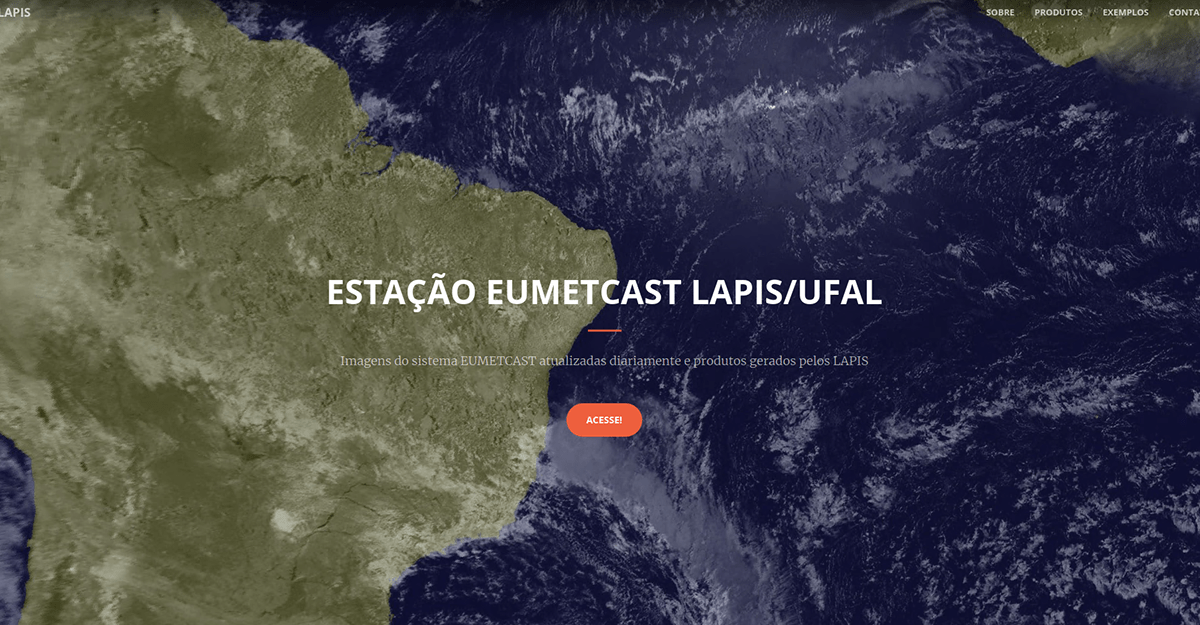 LAPIS
SOBRE PRODUTOS EXEMPLOS CONTA
ESTAÇÃO EUMETCAST LAPIS/UFAL
Imagens do sistema EUMETCAST atualizadas diariamente e produtos gerados pelos LAPIS
ACESSE!